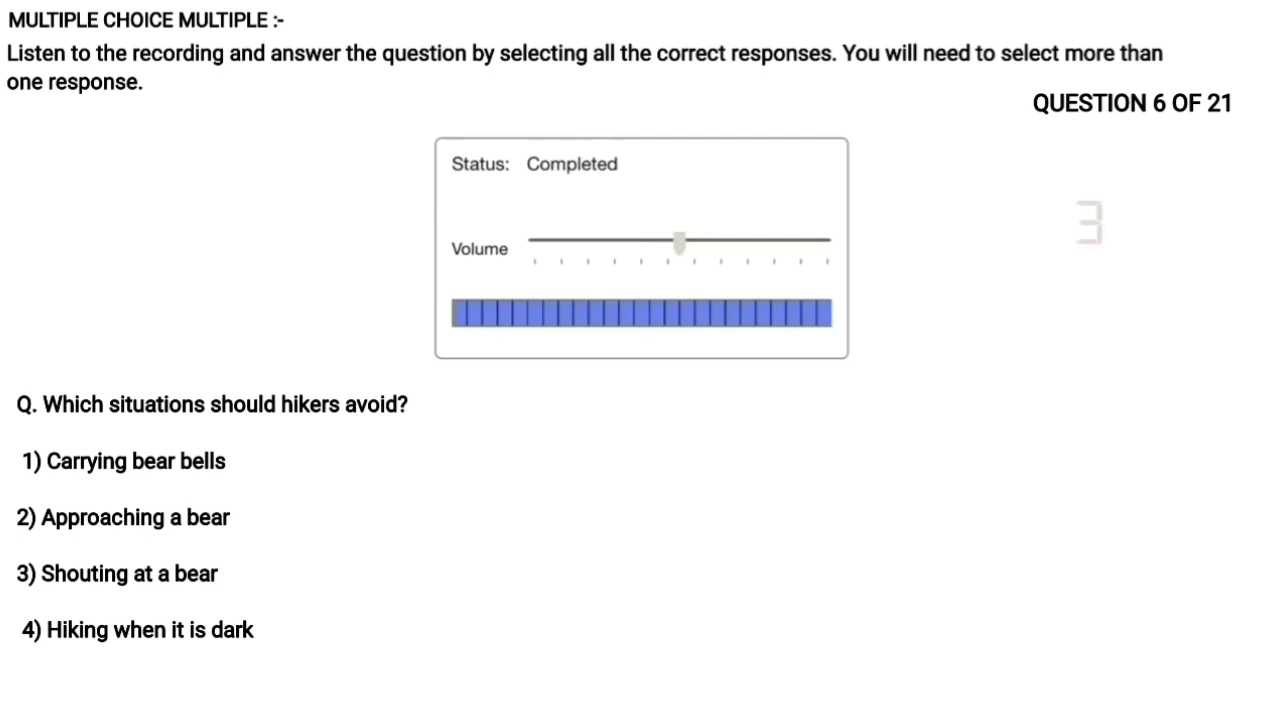 MULTIPLE CHOICE MULTIPLE :-
Listen to the recording and answer the question by selecting all the correct responses. You will need to select more than
one response.
QUESTION 6 OF 21
Status: Completed
3
Volume
Q. Which situations should hikers avoid?
1) Carrying bear bells
2) Approaching a bear
3) Shouting at a bear
4) Hiking when it is dark